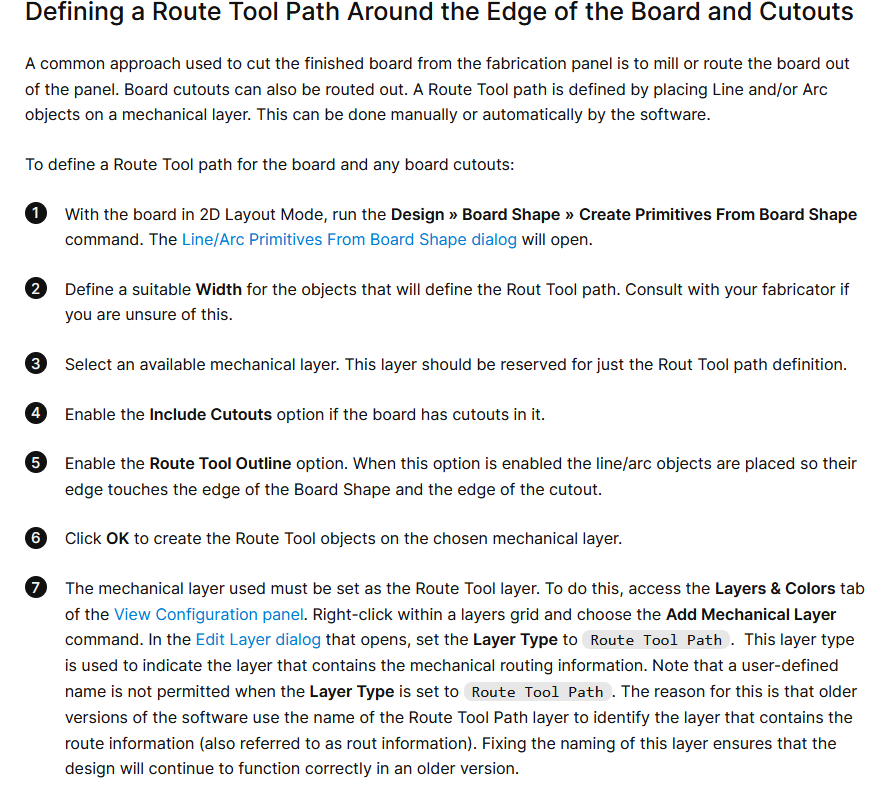 Defining a Route Tool Path Around the Edge of the Board and Cutouts
A common approach used to cut the finished board from the fabrication panel is to mill or route the board out
of the panel. Board cutouts can also be routed out. A Route Tool path is defined by placing Line and/or Arc
objects on a mechanical layer. This can be done manually or automatically by the software.
To define a Route Tool path for the board and any board cutouts:
1 With the board in 2D Layout Mode, run the Design » Board Shape » Create Primitives From Board Shape
command. The Line/Arc Primitives From Board Shape dialog will open.
2 Define a suitable Width for the objects that will define the Rout Tool path. Consult with your fabricator if
you are unsure of this.
3 Select an available mechanical layer. This layer should be reserved for just the Rout Tool path definition.
4 Enable the Include Cutouts option if the board has cutouts in it.
5 Enable the Route Tool Outline option. When this option is enabled the line/arc objects are placed so their
edge touches the edge of the Board Shape and the edge of the cutout.
6 Click OK to create the Route Tool objects on the chosen mechanical layer.
7 The mechanical layer used must be set as the Route Tool layer. To do this, access the Layers & Colors tab
of the View Configuration panel. Right-click within a layers grid and choose the Add Mechanical Layer
command. In the Edit Layer dialog that opens, set the Layer Type to Route Tool Path. This layer type
is used to indicate the layer that contains the mechanical routing information. Note that a user-defined
name is not permitted when the Layer Type is set to Route Tool Path. The reason for this is that older
versions of the software use the name of the Route Tool Path layer to identify the layer that contains the
route information (also referred to as rout information). Fixing the naming of this layer ensures that the
design will continue to function correctly in an older version.